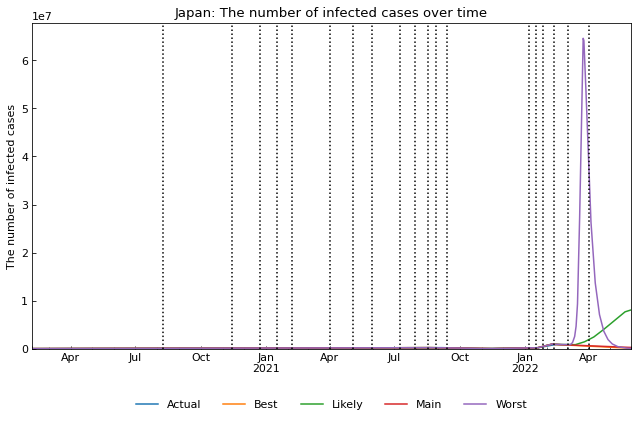 Japan: The number of infected cases over time
1e7
The number of infected cases
6
5
4
3
2
1
0
Apr Jul Oct Jan Apr Jul Oct Jan Apr
2021 2022
Actual Best Likely Main Worst